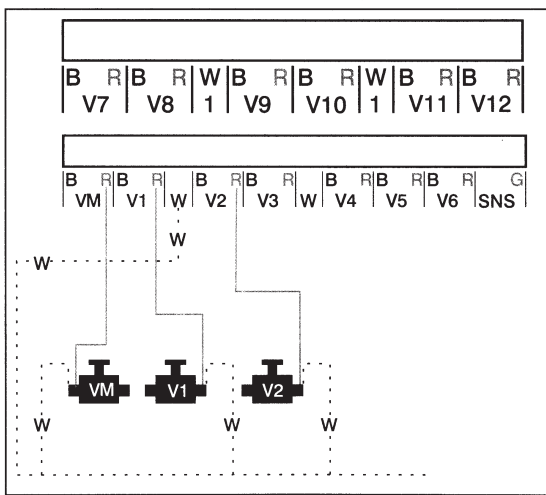 B R B R W B R B R W B R B R
V7 V8 1 V9 V10 1 V11 V12
B R B R W B R B R W B R B R B R G
VM V1 V2 V3 V4 V5 V6 SNS
W
W
VM V1 V2
W W W